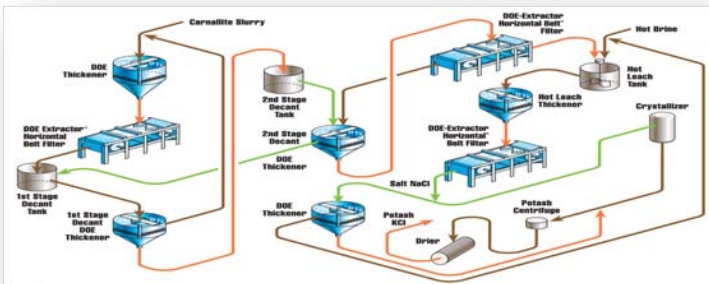 Carnallite Slurry
DOE
Thickener
DOE Extractor
Horizontal
Belt Filter
1st Stage
Decant
Tank
1st Stage
Decant
DOE
Thickener
2nd Stage
Decant
Tank
2nd Stage
Decant
DOE
Thickener
DOE-Extractor
Horizontal Belt
Filter
Hot Brine
Hot
Leach
Tank
Hot Leach
Thickener
DOE-Extractor
Horizontal
Belt Filter
Crystallizer
Salt NaCl
DOE
Thickener
Potash
KCl
Drier
Potash
Centrifuge